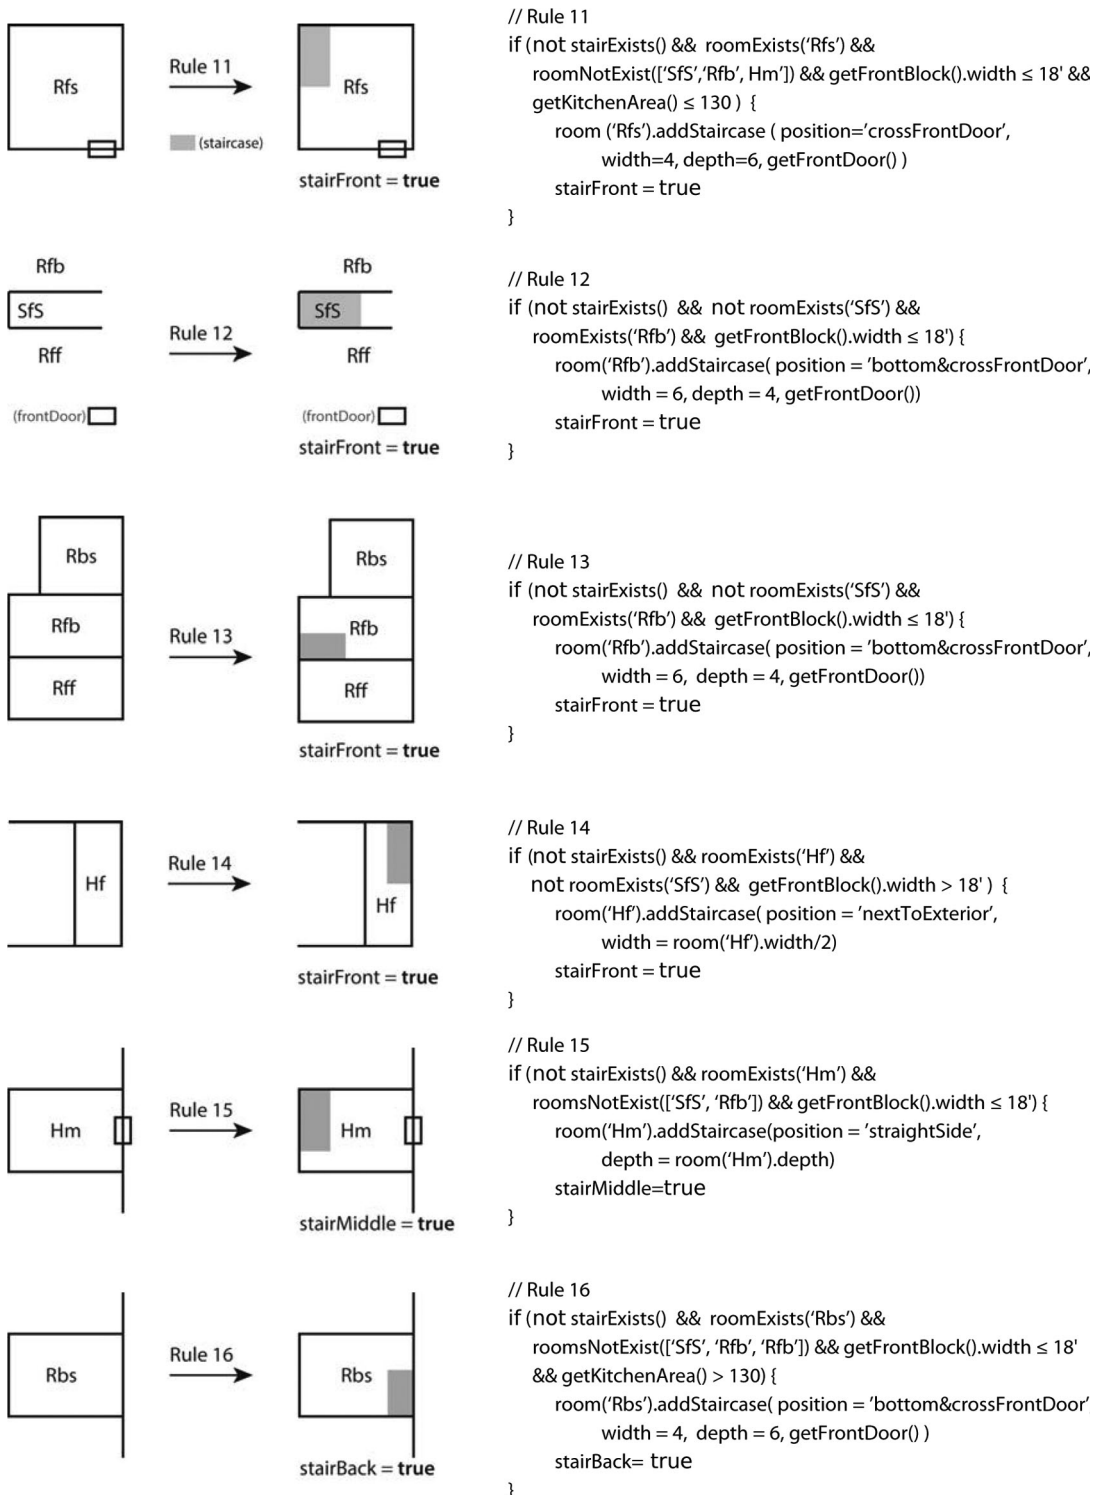 Rfs
Rule 11
(staircase)
Rfs
stairFront = true
// Rule 11
if (not stairExists() && roomExists(‘Rfs’) &&
roomNotExist([‘SfS’,‘Rfb’, Hm’]) && getFrontBlock().width ≤ 18' &&
getKitchenArea() ≤ 130 ) {
room (‘Rfs’).addStaircase ( position=’crossFrontDoor’,
width=4, depth=6, getFrontDoor() )
stairFront = true
}
Rfb
SfS
Rff
(frontDoor)
Rule 12
Rfb
SfS
Rff
(frontDoor)
stairFront = true
// Rule 12
if (not stairExists() && not roomExists(‘SfS’) &&
roomExists(‘Rfb’) && getFrontBlock().width ≤ 18') {
room(‘Rfb’).addStaircase( position = ’bottom&crossFrontDoor’,
width = 6, depth = 4, getFrontDoor())
stairFront = true
}
Rbs
Rfb
Rff
Rule 13
Rbs
Rfb
Rff
stairFront = true
// Rule 13
if (not stairExists() && not roomExists(‘SfS’) &&
roomExists(‘Rfb’) && getFrontBlock().width ≤ 18') {
room(‘Rfb’).addStaircase( position = ’bottom&crossFrontDoor’,
width = 6, depth = 4, getFrontDoor())
stairFront = true
}
Hf
Rule 14
Hf
stairFront = true
// Rule 14
if (not stairExists() && roomExists(‘Hf’) &&
not roomExists(‘SfS’) && getFrontBlock().width > 18' ) {
room(‘Hf’).addStaircase( position = ’nextToExterior’,
width = room(‘Hf’).width/2)
stairFront = true
}
Hm
Rule 15
Hm
stairMiddle = true
// Rule 15
if (not stairExists() && roomExists(‘Hm’) &&
roomsNotExist([‘SfS’, ‘Rfb’]) && getFrontBlock().width ≤ 18') {
room(‘Hm’).addStaircase(position = ’straightSide’,
depth = room(‘Hm’).depth)
stairMiddle=true
}
Rbs
Rule 16
Rbs
stairBack = true
// Rule 16
if (not stairExists() && roomExists(‘Rbs’) &&
roomsNotExist([‘SfS’, ‘Rfb’, ‘Rfb’]) && getFrontBlock().width ≤ 18'
&& getKitchenArea() > 130) {
room(‘Rbs’).addStaircase( position = ’bottom&crossFrontDoor’
width = 4, depth = 6, getFrontDoor() )
stairBack= true
}